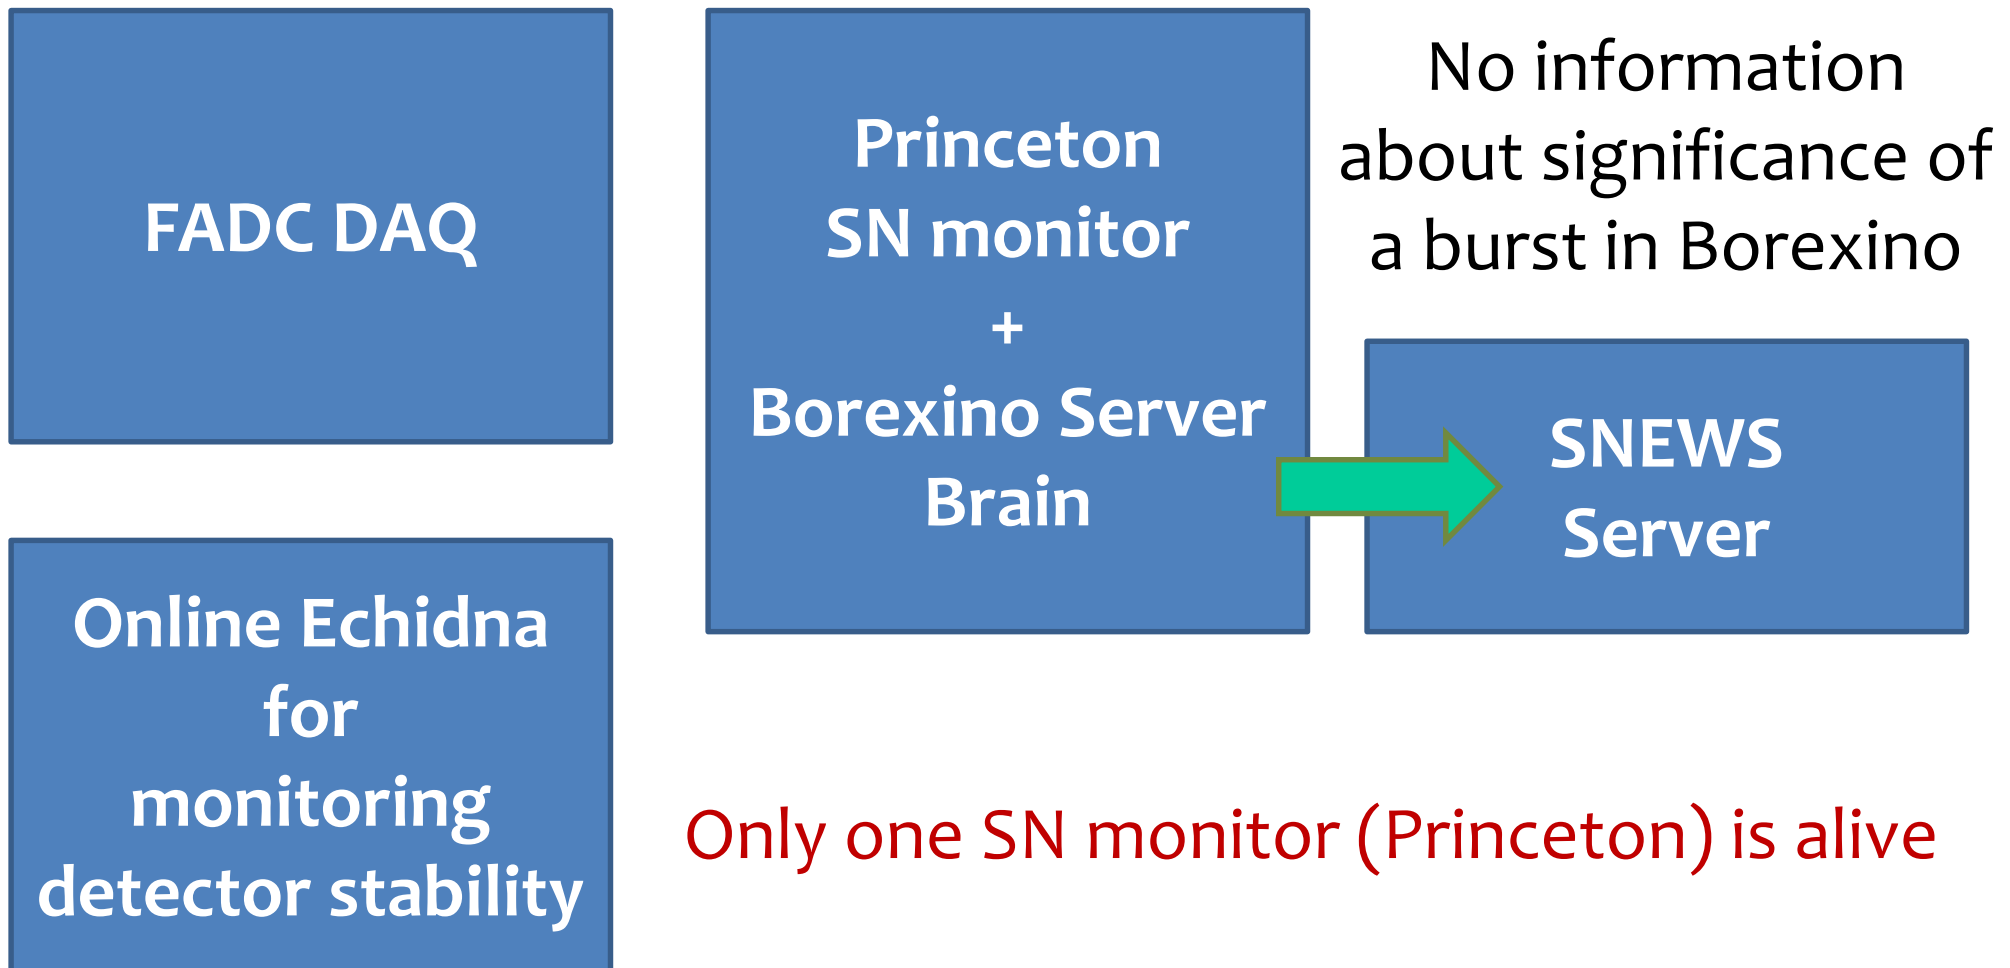 FADC DAQ
Princeton
SN monitor
+
Borexino Server
Brain
No information
about significance of
a burst in Borexino
SNEWS
Server
Online Echidna
for
monitoring
detector stability
Only one SN monitor (Princeton) is alive